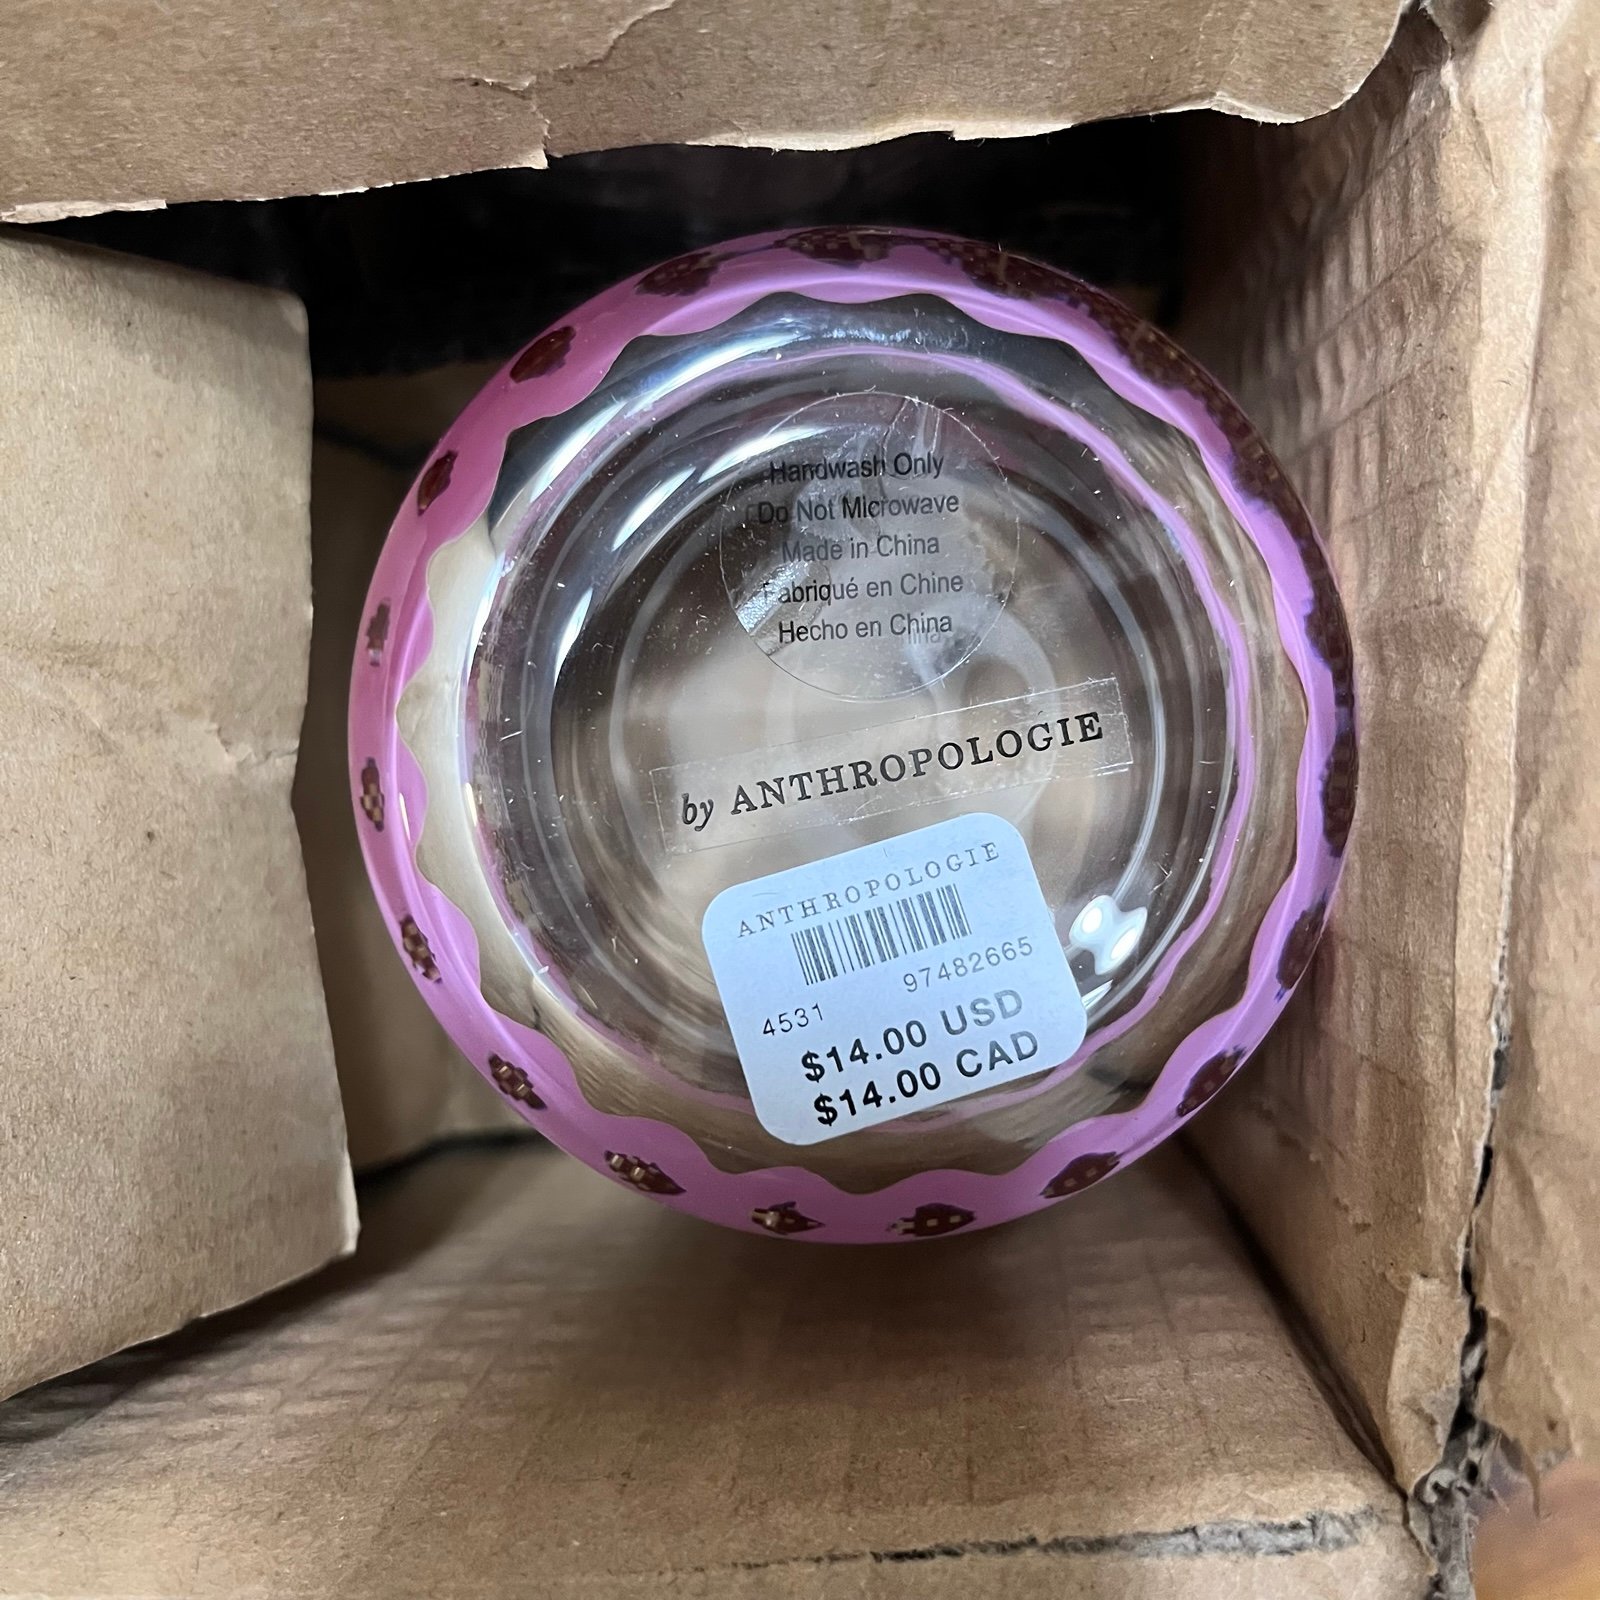 Handwash Only
Do Not Microwave
Made in China
Fabriqué en Chine
Hecho en China
by ANTHROPOLOGIE
ANTHROPOLOGIE
97482665
4531
$14.00 USD
$14.00 CAD